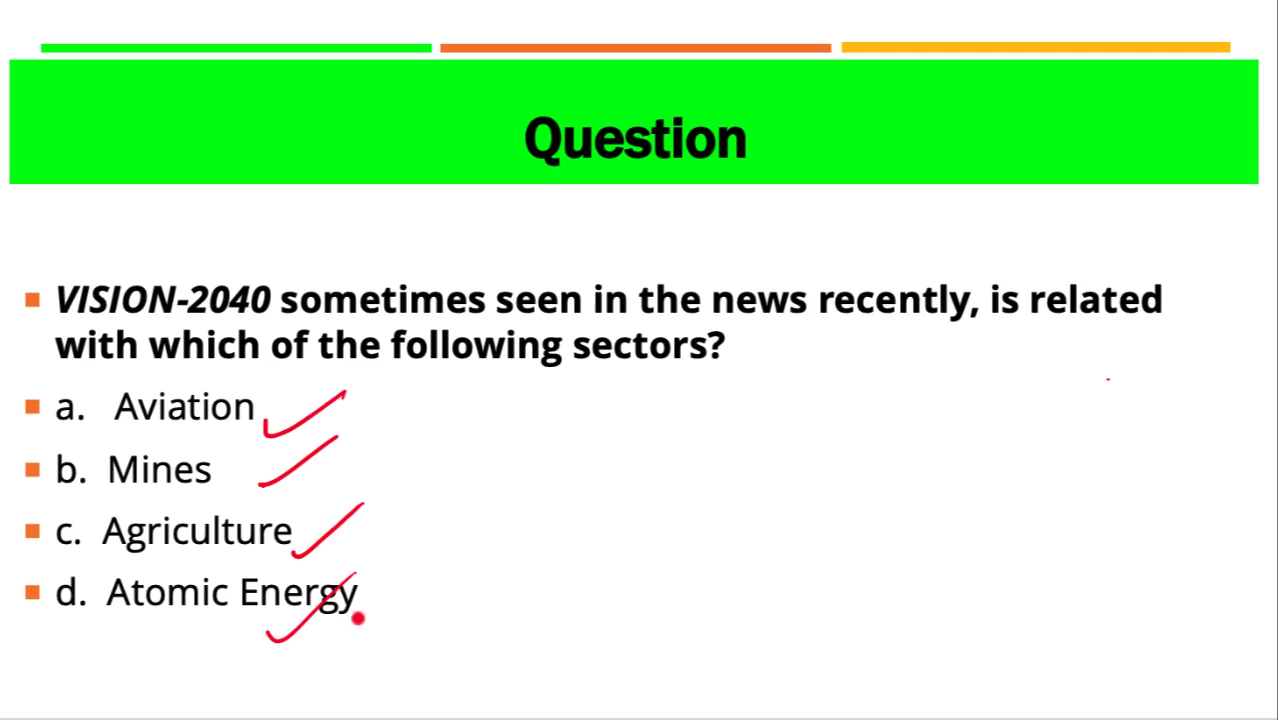 Question
VISION-2040 sometimes seen in the news recently, is related
with which of the following sectors?
a. Aviation
b. Mines
c. Agriculture
d. Atomic Energy